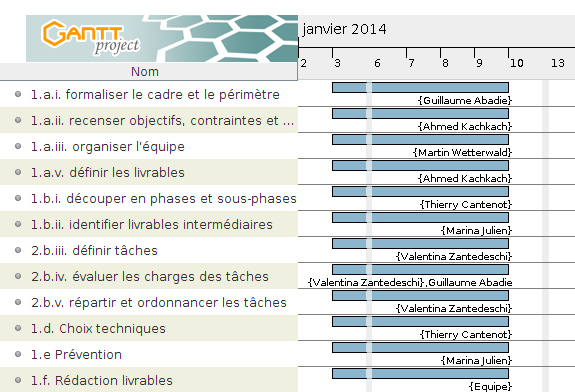 GANTT
project
janvier 2014
2 3 6 7 8 9 10 13
Nom
1.a.i. formaliser le cadre et le périmètre
{Guillaume Abadie}
1.a.ii. recenser objectifs, contraintes et ...
{Ahmed Kachkach}
1.a.iii. organiser l'équipe
{Martin Wetterwald}
1.a.v. définir les livrables
{Ahmed Kachkach}
1.b.i. découper en phases et sous-phases
{Thierry Cantenot}
1.b.ii. identifier livrables intermédiaires
{Marina Julien}
2.b.iii. définir tâches
{Valentina Zantedeschi}
2.b.iv. évaluer les charges des tâches
{Valentina Zantedeschi},Guillaume Abadie
2.b.v. répartir et ordonnancer les tâches
{Valentina Zantedeschi}
1.d. Choix techniques
{Thierry Cantenot}
1.e Prévention
{Marina Julien}
1.f. Rédaction livrables
{Equipe}